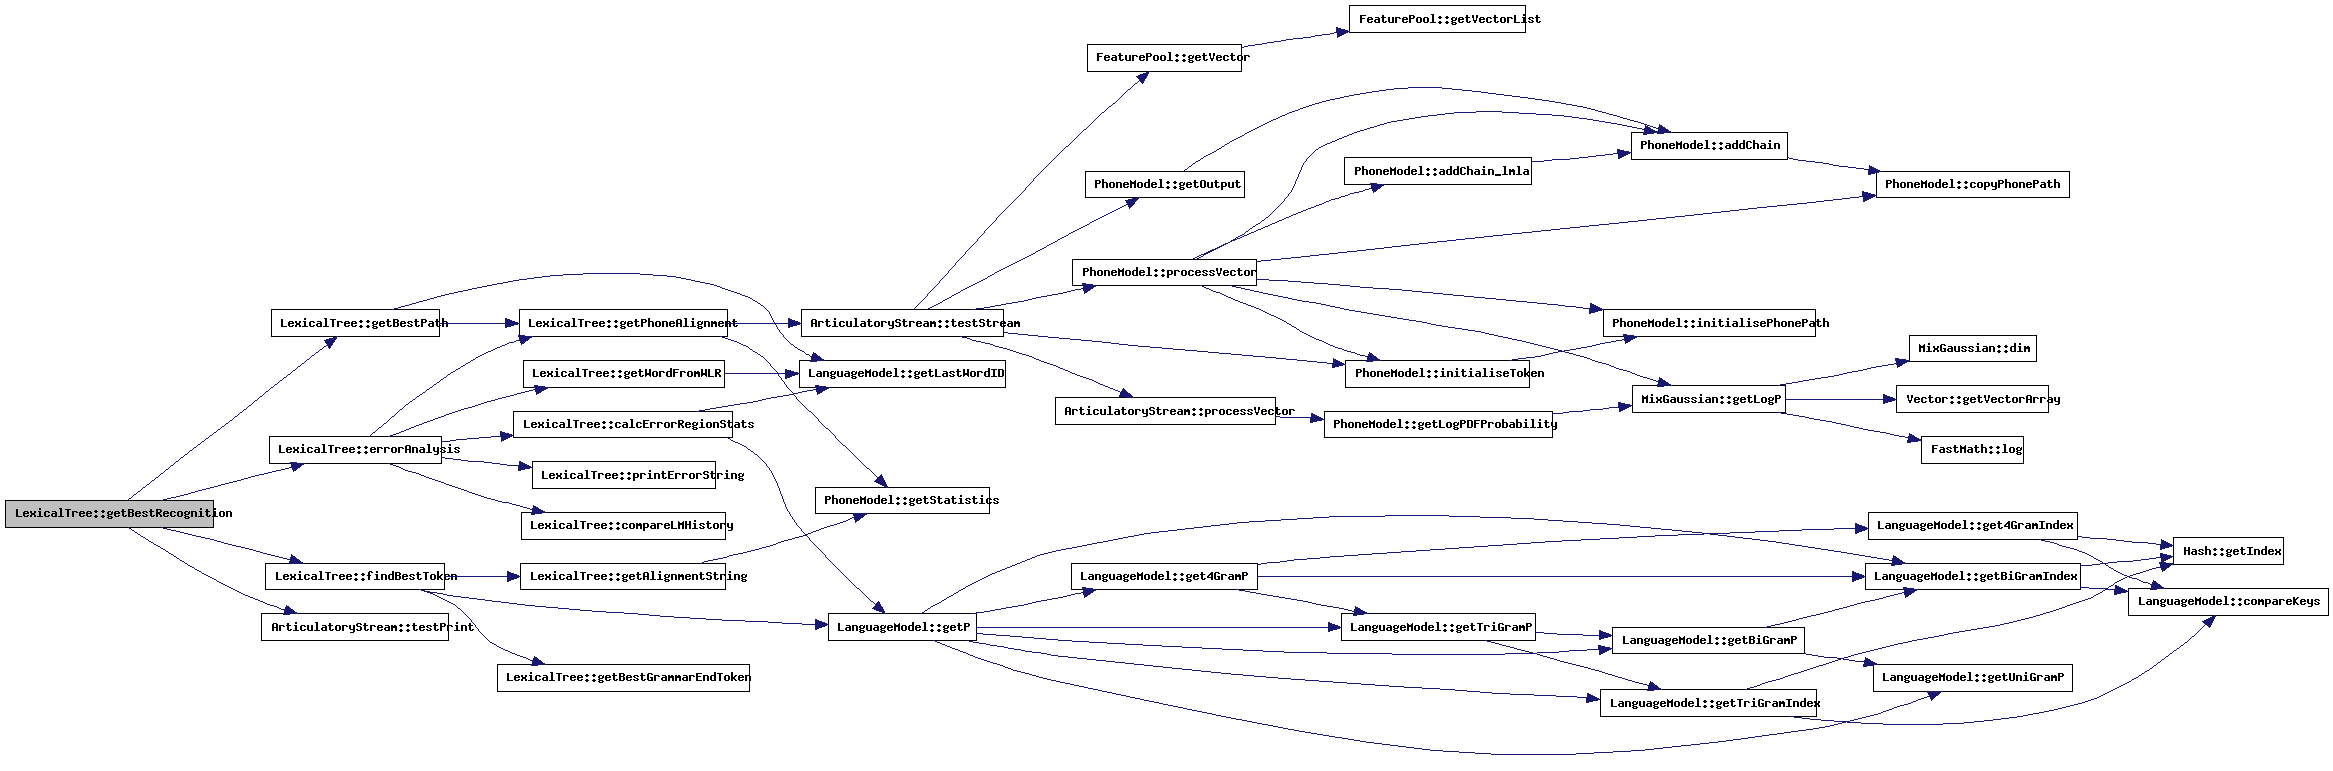 FeaturePool::getVectorList
FeaturePool::getVector
PhoneModel::addChain
PhoneModel::addChain_lmla
PhoneModel::getOutput
PhoneModel::copyPhonePath
PhoneModel::processVector
LexicalTree::getBestPath
LexicalTree::getPhoneAlignment
ArticulatoryStream::testStream
PhoneModel::initialisePhonePath
MixGaussian::dim
LexicalTree::getWordFromWLR
LanguageModel::getLastWordID
PhoneModel::initialiseToken
MixGaussian::getLogP
Vector::getVectorArray
ArticulatoryStream::processVector
LexicalTree::calcErrorRegionStats
PhoneModel::getLogPDFProbability
LexicalTree::errorAnalysis
FastMath::log
LexicalTree::printErrorString
PhoneModel::getStatistics
LexicalTree::getBestRecognition
LexicalTree::compareLMHistory
LanguageModel::get4GramIndex
Hash::getIndex
LexicalTree::findBestToken
LexicalTree::getAlignmentString
LanguageModel::get4GramP
LanguageModel::getBiGramIndex
LanguageModel::compareKeys
ArticulatoryStream::testPrint
LanguageModel::getP
LanguageModel::getTriGramP
LanguageModel::getBiGramP
LexicalTree::getBestGrammarEndToken
LanguageModel::getUniGramP
LanguageModel::getTriGramIndex